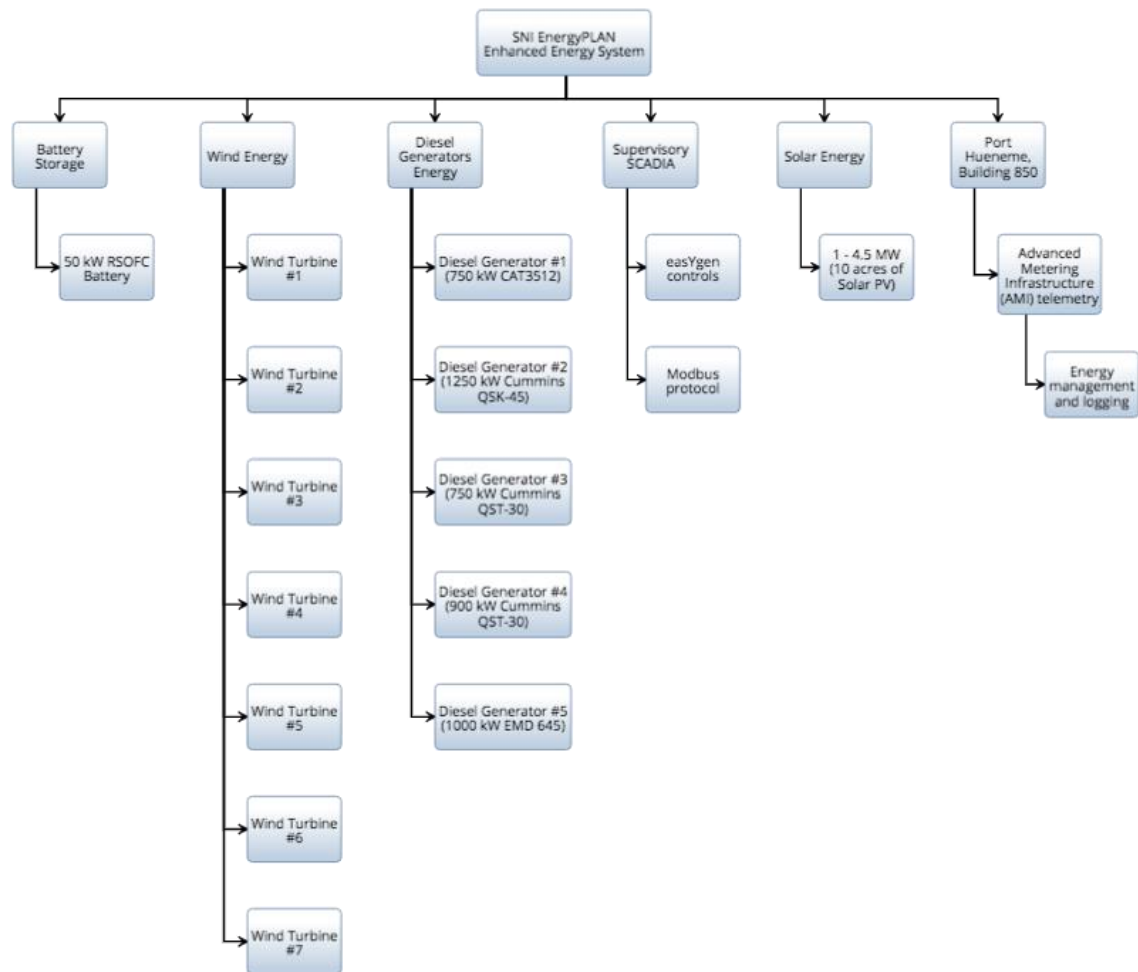 SNI EnergyPLAN
Enhanced Energy System
Battery
Storage
Wind Energy
Diesel
Generators
Energy
Supervisory
SCADIA
Solar Energy
Port
Hueneme,
Building 850
50 kW RSOFC
Battery
Wind Turbine
#1
Diesel Generator #1
(750 kW CAT3512)
easYgen
controls
1 - 4.5 MW
(10 acres of
Solar PV)
Advanced
Metering
Infrastructure
(AMI) telemetry
Wind Turbine
#2
Diesel Generator #2
(1250 kW Cummins
QSK-45)
Modbus
protocol
Energy
management
and logging
Wind Turbine
#3
Diesel Generator #3
(750 kW Cummins
QST-30)
Wind Turbine
#4
Diesel Generator #4
(900 kW Cummins
QST-30)
Wind Turbine
#5
Diesel Generator #5
(1000 kW EMD 645)
Wind Turbine
#6
Wind Turbine
#7